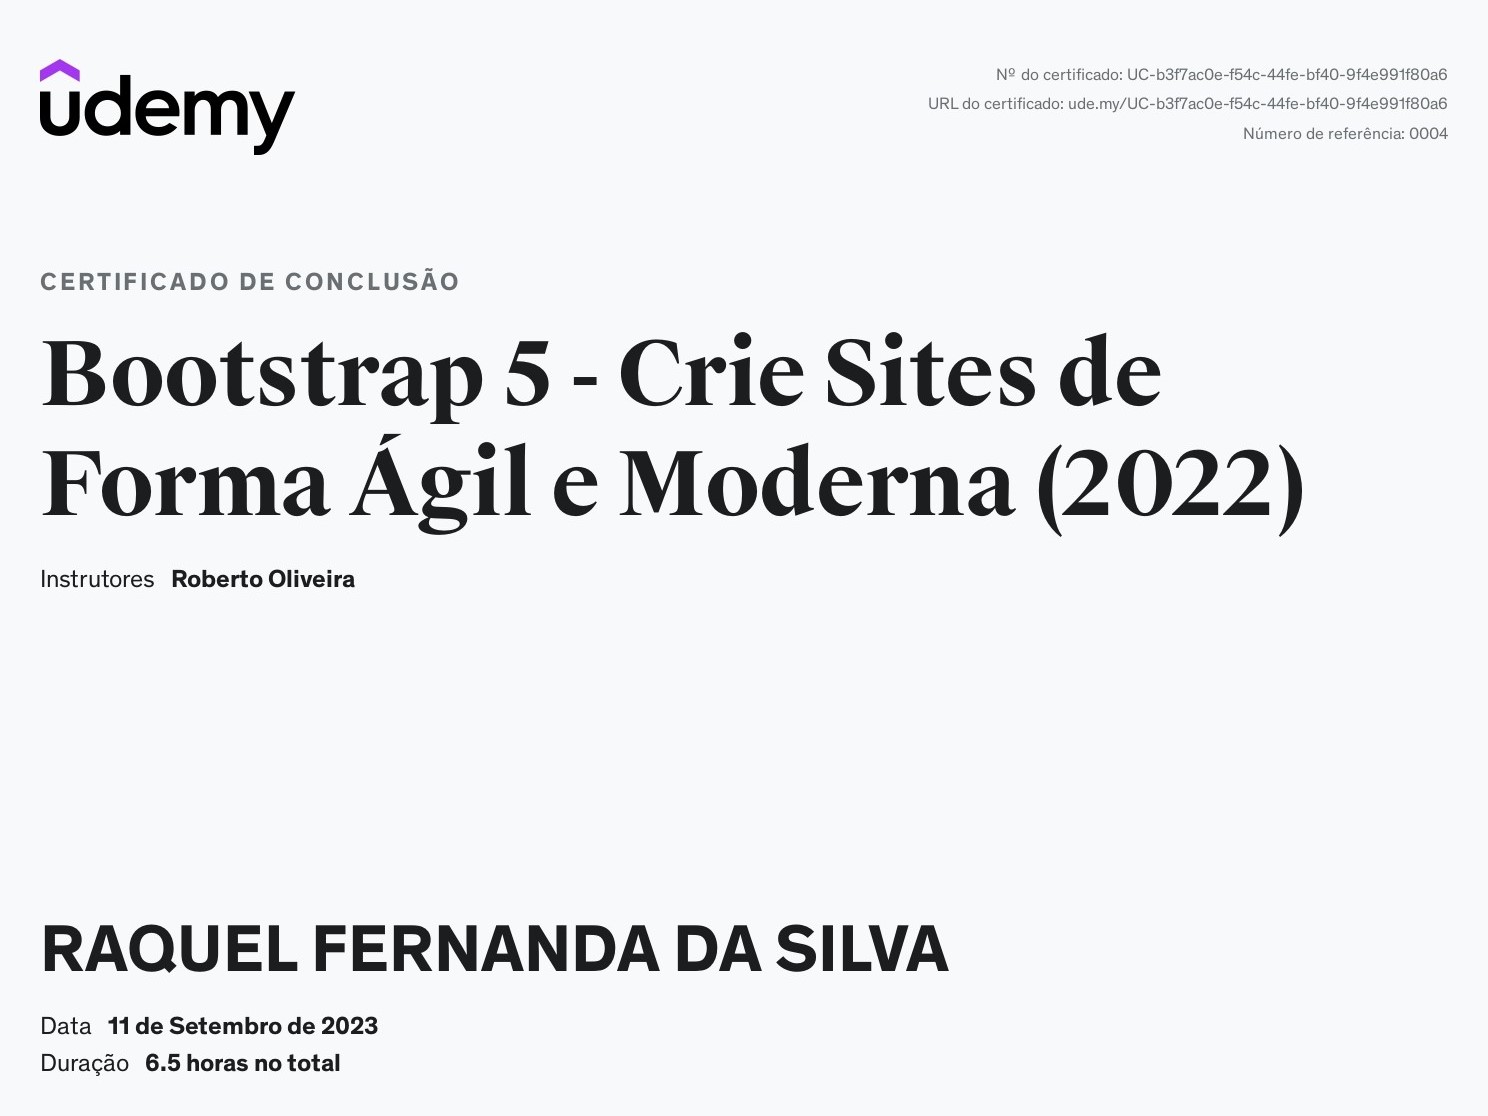 udemy
Nº do certificado: UC-b3f7ac0e-f54c-44fe-bf40-9f4e991f80a6
URL do certificado: ude.my/UC-b3f7ac0e-f54c-44fe-bf40-9f4e991f80a6
Número de referência: 0004
CERTIFICADO DE CONCLUSÃO
Bootstrap 5 - Crie Sites de
Forma Ágil e Moderna (2022)
Instrutores Roberto Oliveira
RAQUEL FERNANDA DA SILVA
Data 11 de Setembro de 2023
Duração 6.5 horas no total